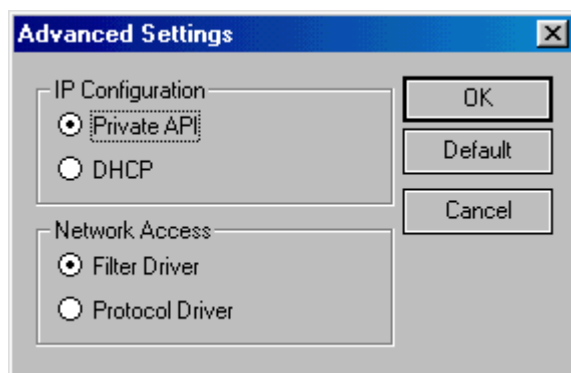 Advanced Settings
IP Configuration
Private API
DHCP
Network Access
Filter Driver
Protocol Driver
OK
Default
Cancel